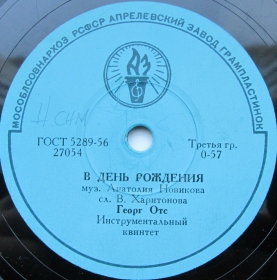 МОСОБЛСОВНАРХОЗ РСФСР АПРЕЛЕВСКИЙ ЗАВОД ГРАМПЛАСТИНОК
ГОСТ 5289-56
27054
Третья гр.
0-57
В ДЕНЬ РОЖДЕНИЯ
муз. Анатолия Новикова
сл. В. Харитонова
Георг Отс
Инструментальный
квинтет